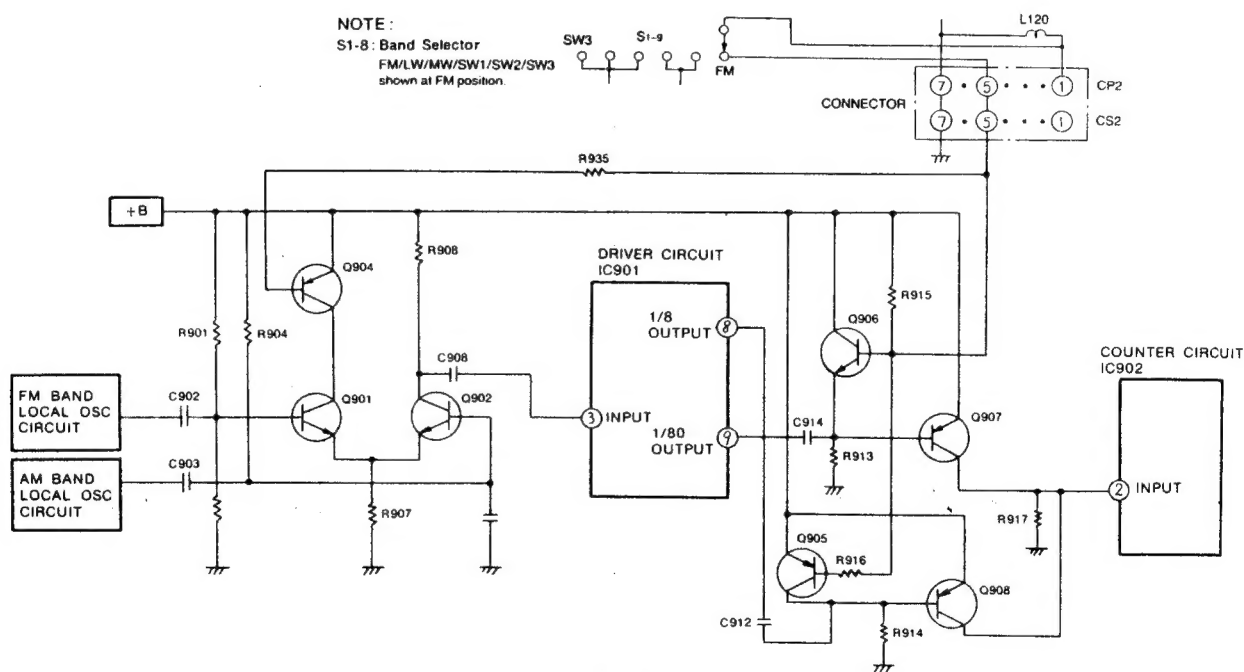 NOTE:
S1-8: Band Selector
FM/LW/MW/SW1/SW2/SW3
shown at FM position.
SW3
S1-9
FM
L120
CONNECTOR
7 · 5 · · · 1 CP2
7 · 5 · · · 1 CS2
R935
+B
R908
Q904
DRIVER CIRCUIT
IC901
R915
R901
R904
1/8
OUTPUT
8
Q906
COUNTER CIRCUIT
IC902
FM BAND
LOCAL OSC
CIRCUIT
C902
Q901
C908
Q902
3 INPUT
1/80
OUTPUT
9
C914
R913
Q907
AM BAND
LOCAL OSC
CIRCUIT
C903
R907
2 INPUT
R917
Q905
R916
Q908
C912
R914